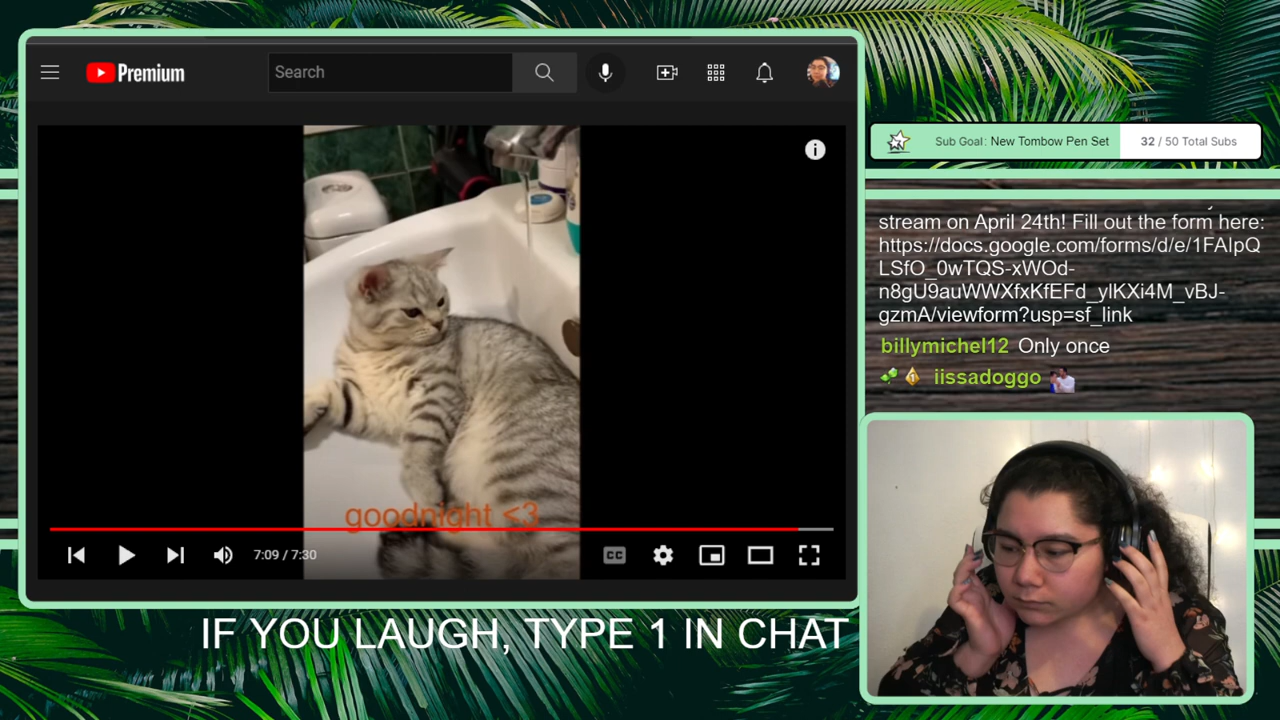 Premium
Search
Sub Goal: New Tombow Pen Set
32 / 50 Total Subs
stream on April 24th! Fill out the form here:
https://docs.google.com/forms/d/e/1FAIpQ
LSfO_0wTQS-xWOd-
n8gU9auWWXfxKfEFd_ylKXi4M_vBJ-
gzmA/viewform?usp=sf_link
billymichel12 Only once
iissadoggo
goodnight <3
7:09 / 7:30
CC
IF YOU LAUGH, TYPE 1 IN CHAT